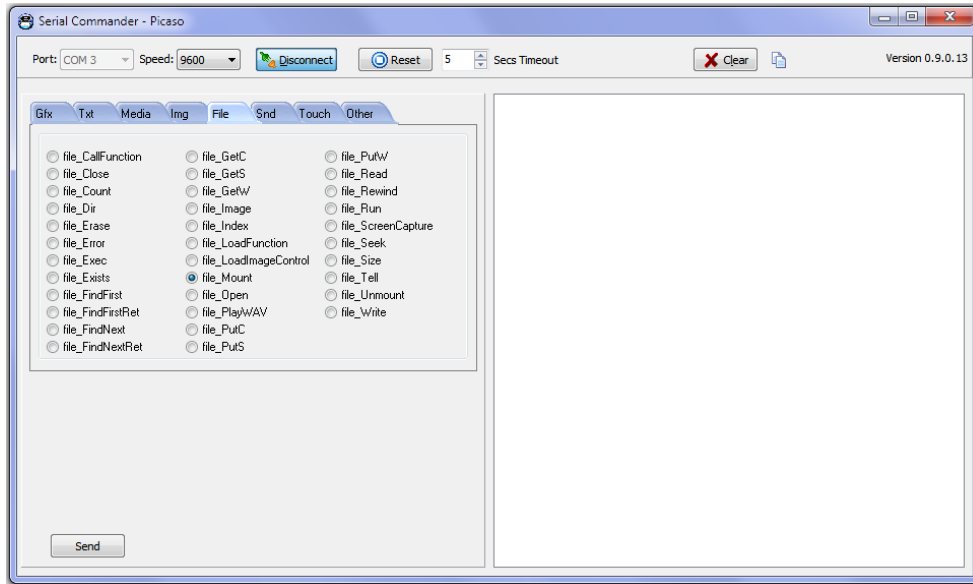 Serial Commander - Picaso
Port: COM 3 Speed: 9600 Disconnect Reset 5 Secs Timeout Clear Version 0.9.0.13
Gfx Txt Media Img File Snd Touch Other
file_CallFunction file_GetC file_PutW
file_Close file_GetS file_Read
file_Count file_GetW file_Rewind
file_Dir file_Image file_Run
file_Erase file_Index file_ScreenCapture
file_Error file_LoadFunction file_Seek
file_Exec file_LoadImageControl file_Size
file_Exists file_Mount file_Tell
file_FindFirst file_Open file_Unmount
file_FindFirstRet file_PlayWAV file_Write
file_FindNext file_PutC
file_FindNextRet file_PutS
Send